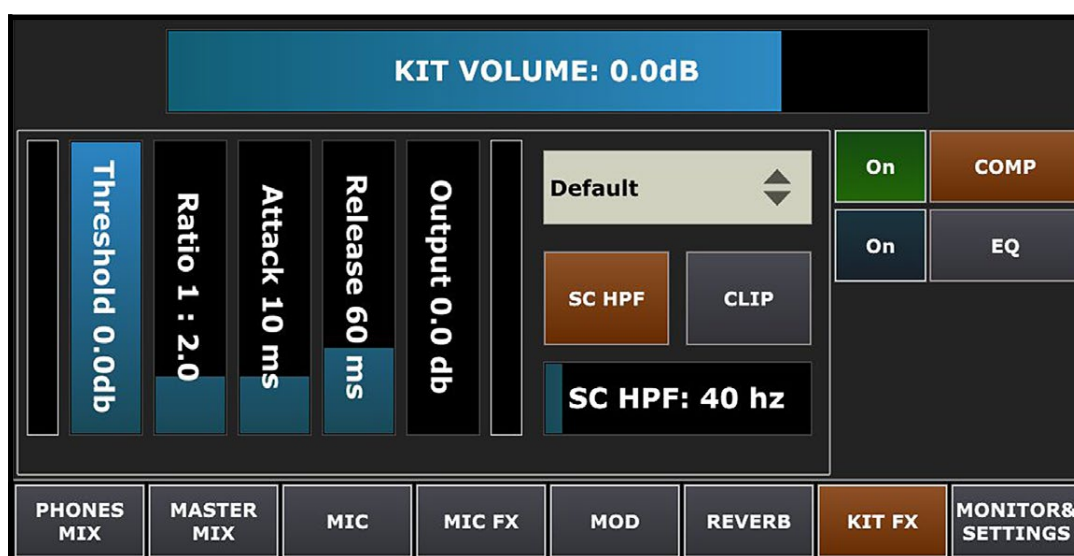 KIT VOLUME: 0.0dB
Threshold 0.0db
Ratio 1 : 2.0
Attack 10 ms
Release 60 ms
Output 0.0 db
Default
SC HPF
CLIP
SC HPF: 40 hz
On
COMP
On
EQ
PHONES
MIX
MASTER
MIX
MIC
MIC FX
MOD
REVERB
KIT FX
MONITOR&
SETTINGS